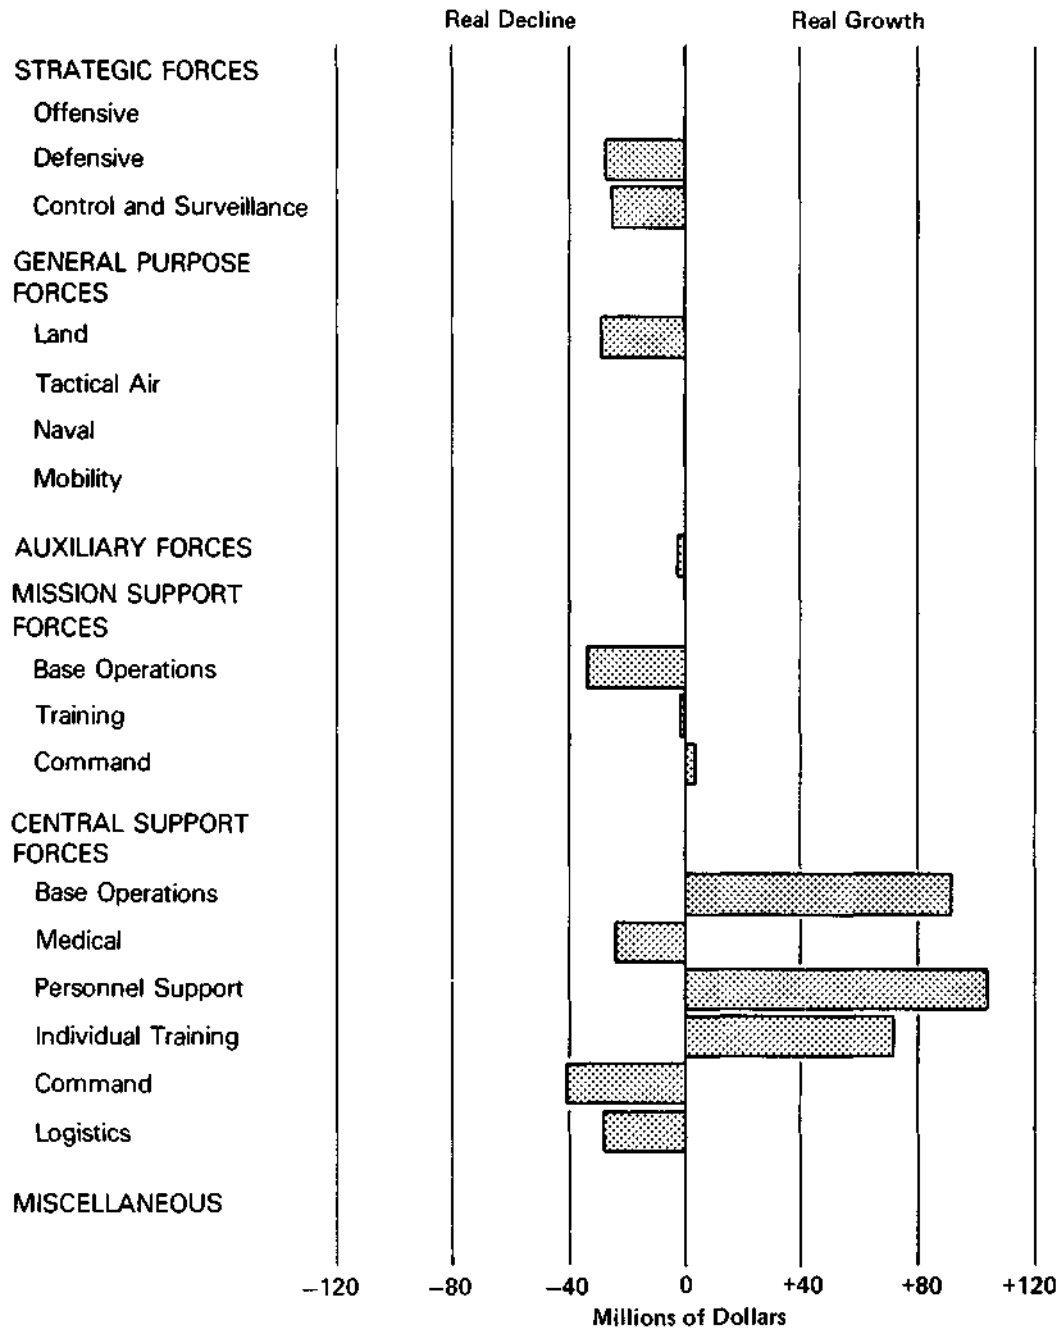 Real Decline Real Growth
STRATEGIC FORCES
Offensive
Defensive
Control and Surveillance
GENERAL PURPOSE
FORCES
Land
Tactical Air
Naval
Mobility
AUXILIARY FORCES
MISSION SUPPORT
FORCES
Base Operations
Training
Command
CENTRAL SUPPORT
FORCES
Base Operations
Medical
Personnel Support
Individual Training
Command
Logistics
MISCELLANEOUS
−120 −80 −40 0 +40 +80 +120
Millions of Dollars